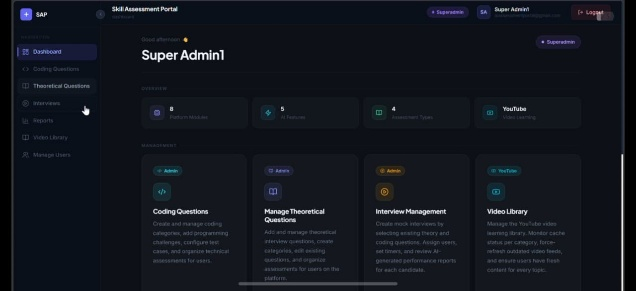 SAP
Skill Assessment Portal
Dashboard
Superadmin
SA
Super Admin1
Logout
Dashboard
Coding Questions
Theoretical Questions
Interviews
Reports
Video Library
Manage Users
Good afternoon 👋
Super Admin1
Superadmin
OVERVIEW
8
Platform Modules
5
AI Features
4
Assessment Types
YouTube
Video Learning
MANAGEMENT
Admin
Coding Questions
Create and manage coding
categories, add programming
challenges, configure test
cases, and organize technical
assessments for users.
Admin
Manage Theoretical
Questions
Add and manage theoretical
interview questions, create
categories, edit existing
questions, and organize
assessments for users on the
platform.
Admin
Interview Management
Create mock interviews by
selecting existing theory and
coding questions. Assign users,
set timers, and review AI-
generated performance reports
for each candidate.
YouTube
Video Library
Manage the YouTube video
learning library. Monitor cache
status per category, force-
refresh outdated video feeds,
and ensure users have fresh
content for every topic.